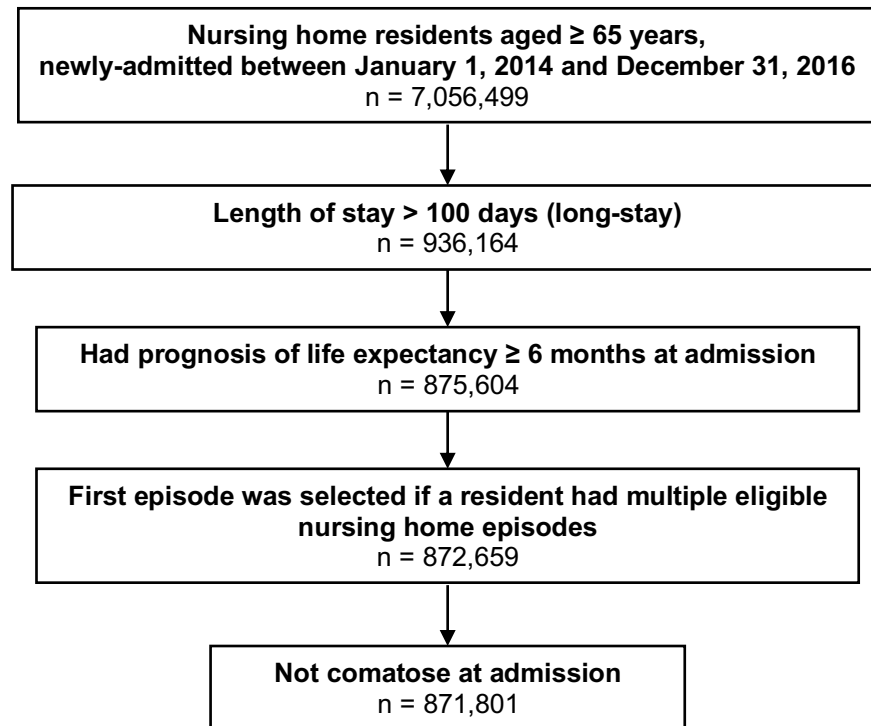 Nursing home residents aged ≥ 65 years,
newly-admitted between January 1, 2014 and December 31, 2016
n = 7,056,499
Length of stay > 100 days (long-stay)
n = 936,164
Had prognosis of life expectancy ≥ 6 months at admission
n = 875,604
First episode was selected if a resident had multiple eligible
nursing home episodes
n = 872,659
Not comatose at admission
n = 871,801